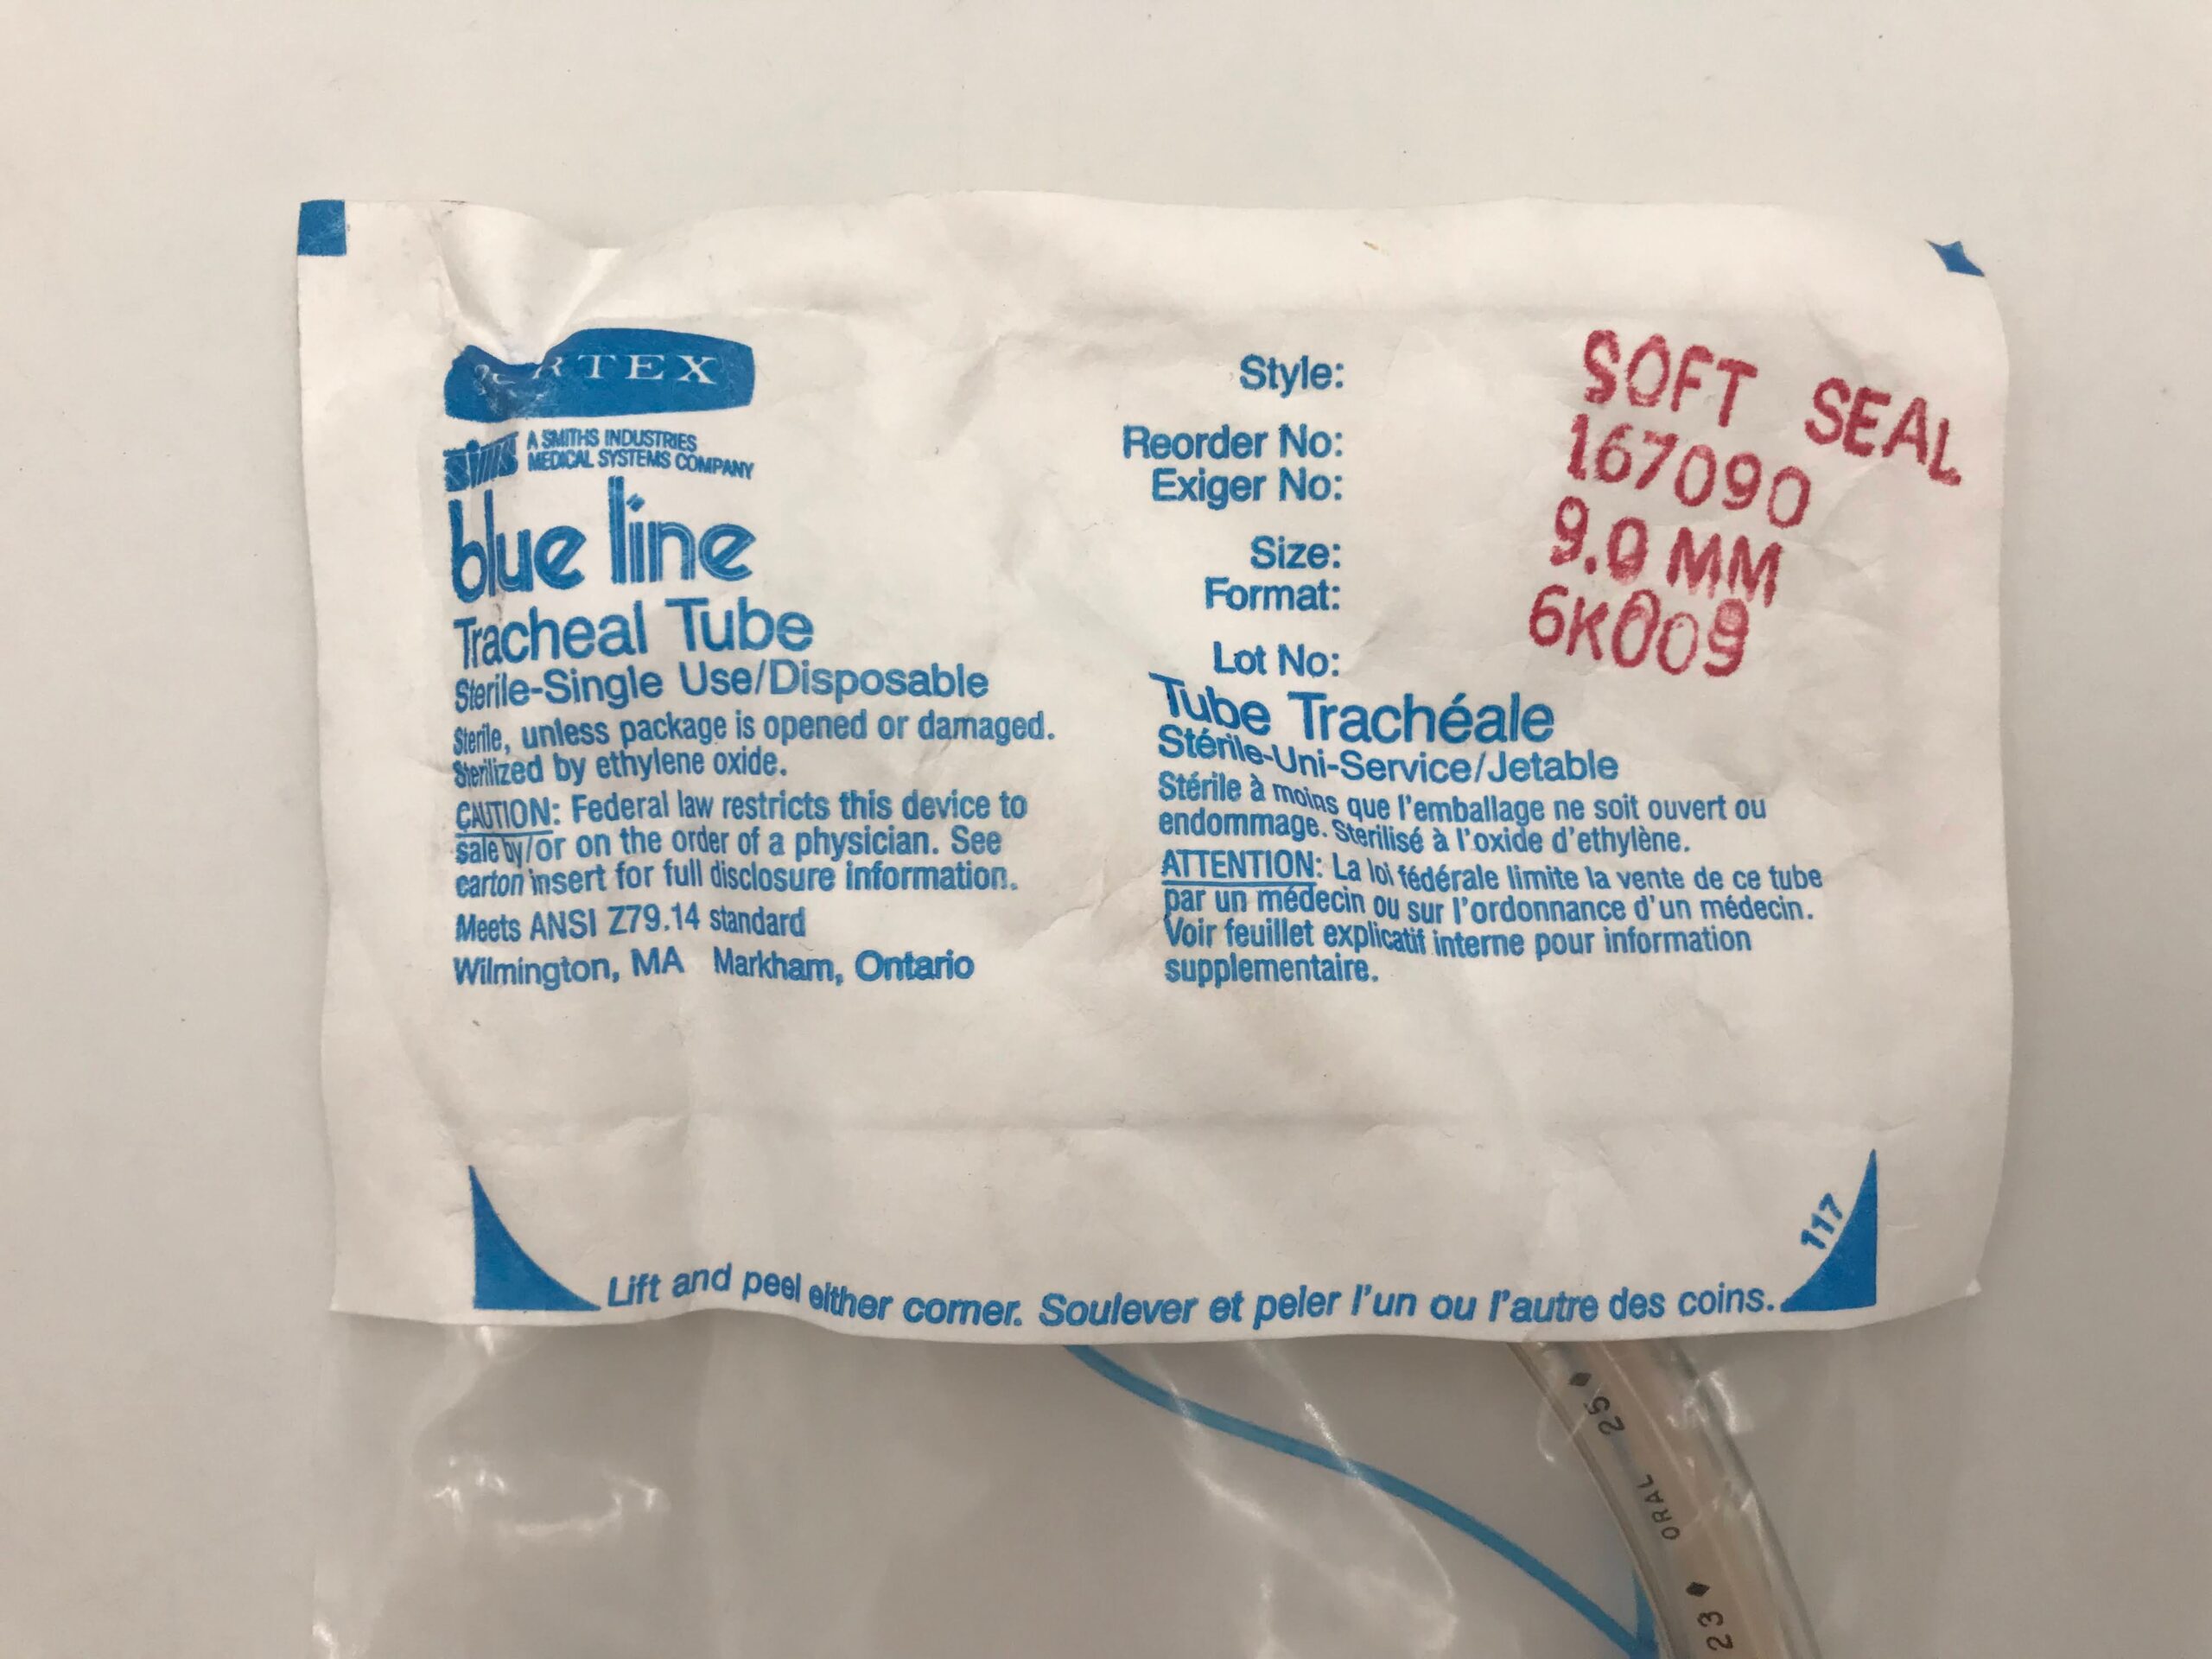 PORTEX
sims A SMITHS INDUSTRIES
MEDICAL SYSTEMS COMPANY
blue line
Tracheal Tube
Sterile-Single Use/Disposable
Sterile, unless package is opened or damaged.
Sterilized by ethylene oxide.
CAUTION: Federal law restricts this device to
sale by/or on the order of a physician. See
carton insert for full disclosure information.
Meets ANSI Z79.14 standard
Wilmington, MA Markham, Ontario
Style: SOFT SEAL
Reorder No: 167090
Exiger No:
Size: 9.0 MM
Format:
Lot No: 6K009
Tube Trachéale
Stérile-Uni-Service/Jetable
Stérile à moins que l'emballage ne soit ouvert ou
endommage. Sterilisé à l'oxide d'ethylène.
ATTENTION: La loi fédérale limite la vente de ce tube
par un médecin ou sur l'ordonnance d'un médecin.
Voir feuillet explicatif interne pour information
supplementaire.
117
Lift and peel either corner. Soulever et peler l'un ou l'autre des coins.
25
ORAL
23